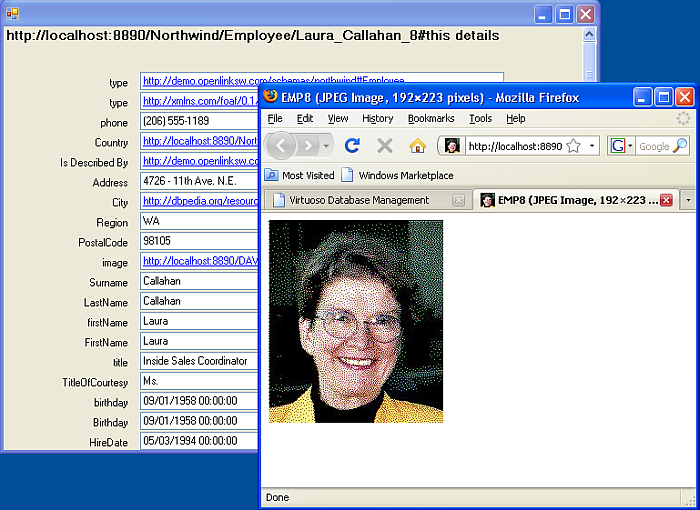 http://localhost:8890/Northwind/Employee/Laura_Callahan_8#this details
type http://demo.openlinksw.com/schemas/northwind#Employee
type http://xmlns.com/foaf/0.1/
phone (206) 555-1189
Country http://localhost:8890/Nort
Is Described By http://demo.openlinksw.co
Address 4726 - 11th Ave. N.E.
City http://dbpedia.org/resourc
Region WA
PostalCode 98105
image http://localhost:8890/DAV
Surname Callahan
LastName Callahan
firstName Laura
FirstName Laura
title Inside Sales Coordinator
TitleOfCourtesy Ms.
birthday 09/01/1958 00:00:00
Birthday 09/01/1958 00:00:00
HireDate 05/03/1994 00:00:00
EMP8 (JPEG Image, 192×223 pixels) - Mozilla Firefox
File Edit View History Bookmarks Tools Help
http://localhost:8890 G Google
Most Visited Windows Marketplace
Virtuoso Database Management EMP8 (JPEG Image, 192×223 ...
Done